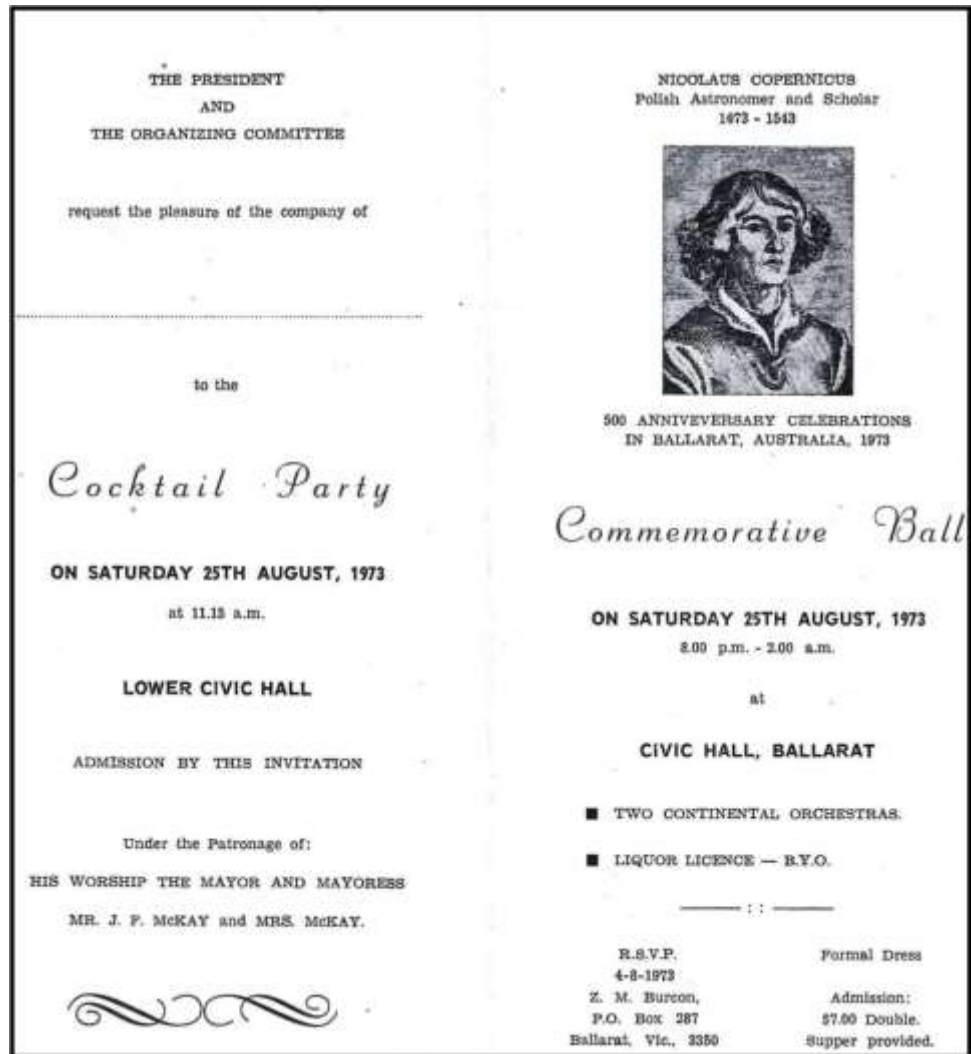 THE PRESIDENT
AND
THE ORGANIZING COMMITTEE
request the pleasure of the company of
to the
Cocktail Party
ON SATURDAY 25TH AUGUST, 1973
at 11.15 a.m.
LOWER CIVIC HALL
ADMISSION BY THIS INVITATION
Under the Patronage of:
HIS WORSHIP THE MAYOR AND MAYORESS
MR. J. F. McKAY and MRS. McKAY.
NICOLAUS COPERNICUS
Polish Astronomer and Scholar
1473 - 1543
500 ANNIVEVERSARY CELEBRATIONS
IN BALLARAT, AUSTRALIA, 1973
Commemorative Ball
ON SATURDAY 25TH AUGUST, 1973
8.00 p.m. - 2.00 a.m.
at
CIVIC HALL, BALLARAT
■ TWO CONTINENTAL ORCHESTRAS.
■ LIQUOR LICENCE — B.Y.O.
R.S.V.P.
4-8-1973
Z. M. Burcon,
P.O. Box 287
Ballarat, Vic., 3350
Formal Dress
Admission:
$7.00 Double.
Supper provided.